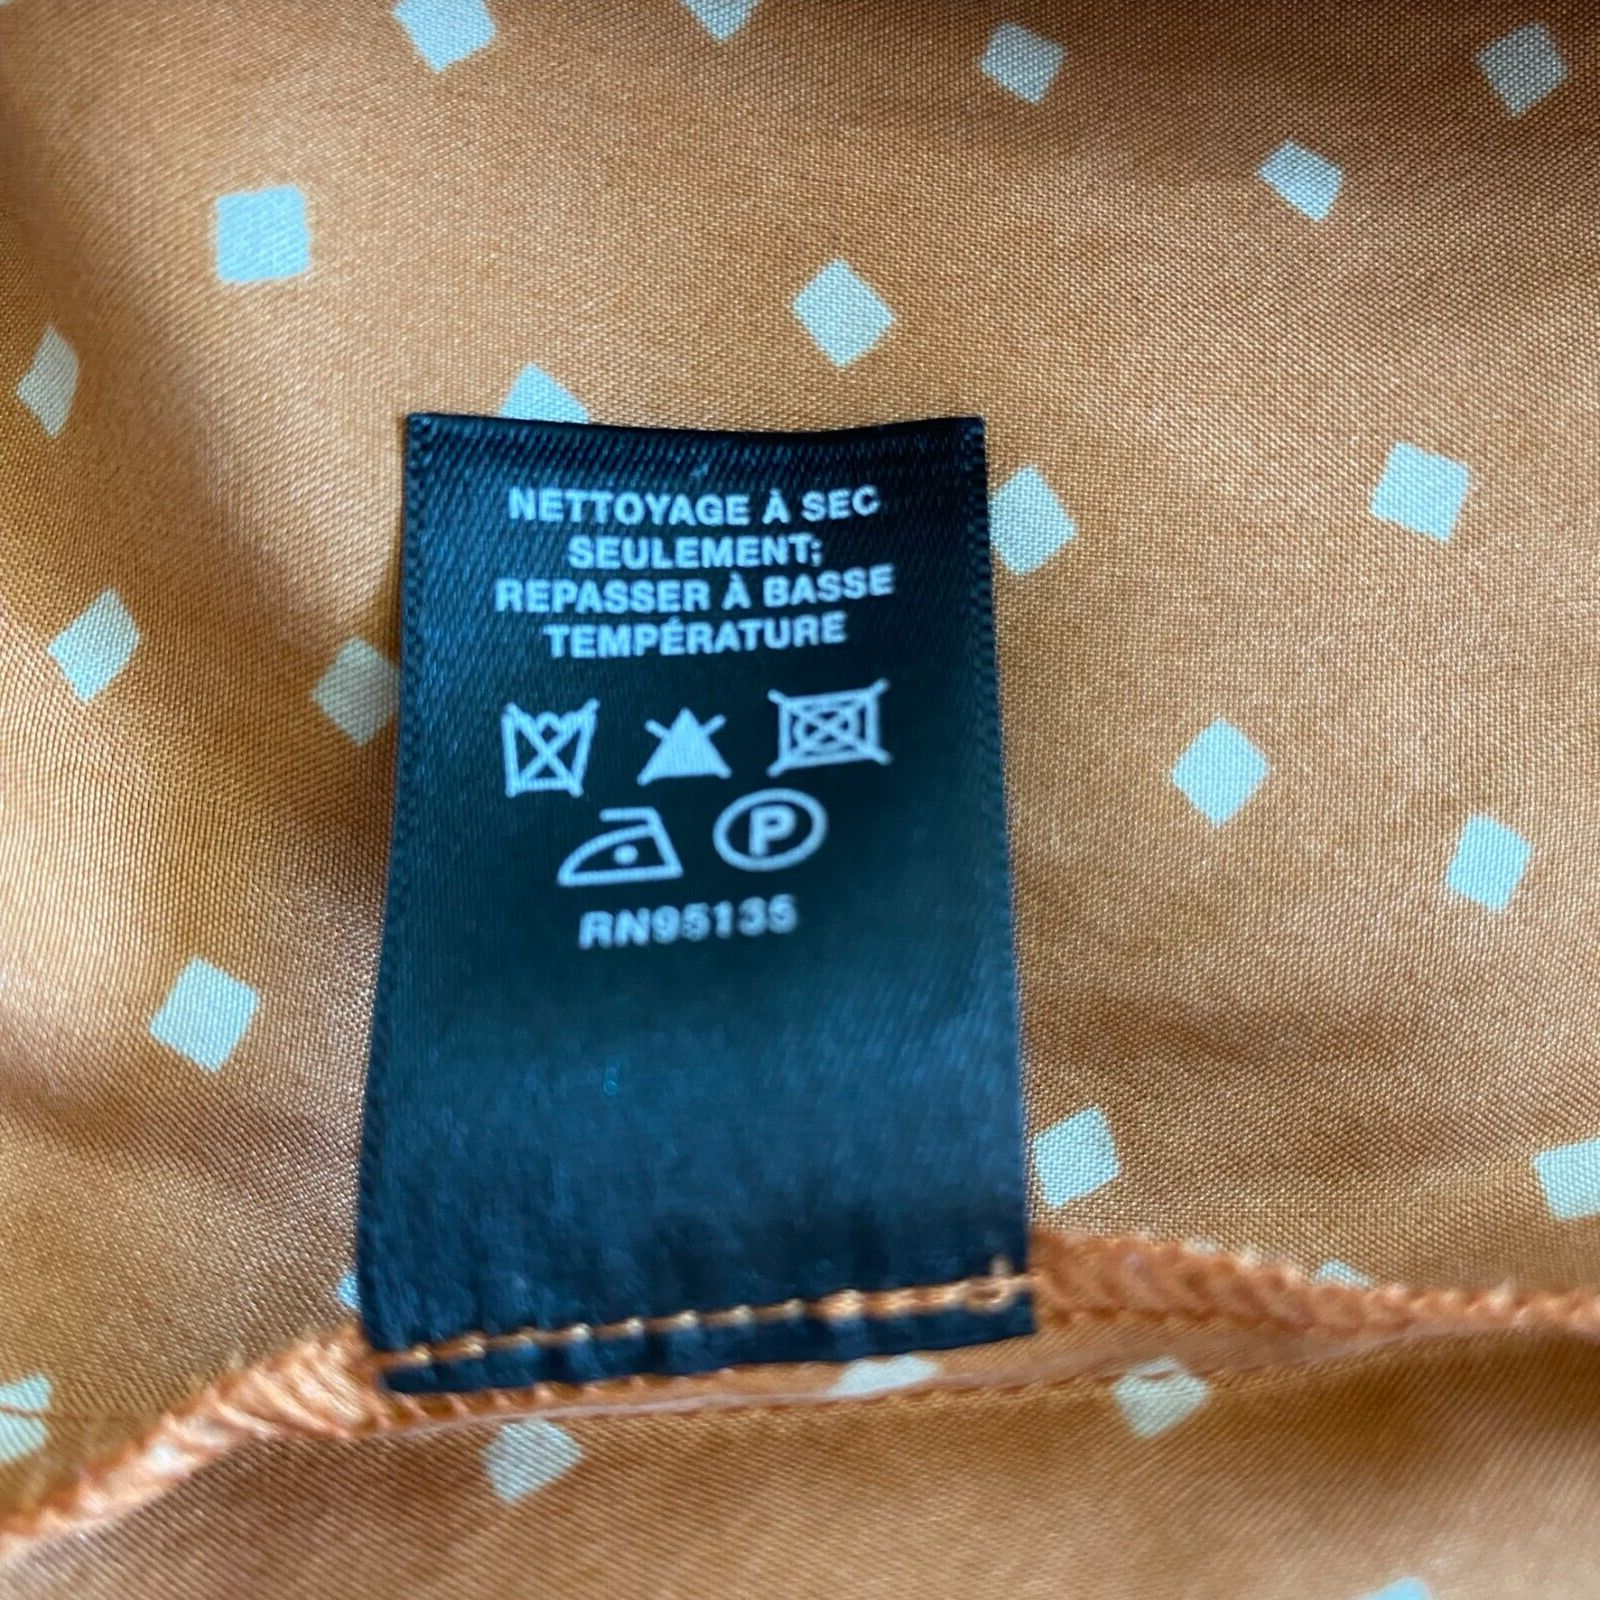 NETTOYAGE À SEC
SEULEMENT;
REPASSER À BASSE
TEMPÉRATURE
P
RN95135